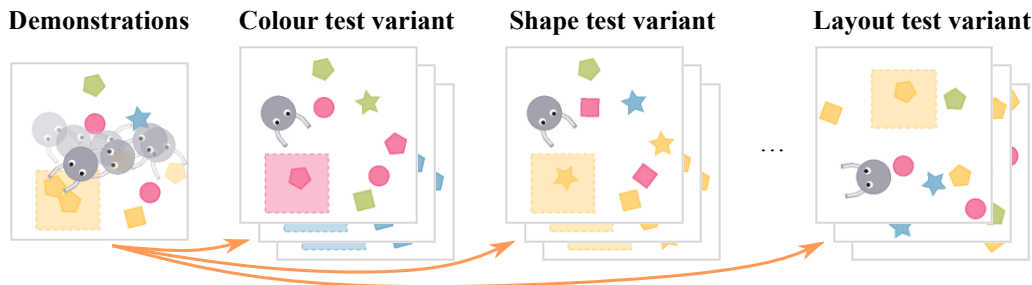 Demonstrations
Colour test variant
Shape test variant
Layout test variant
...